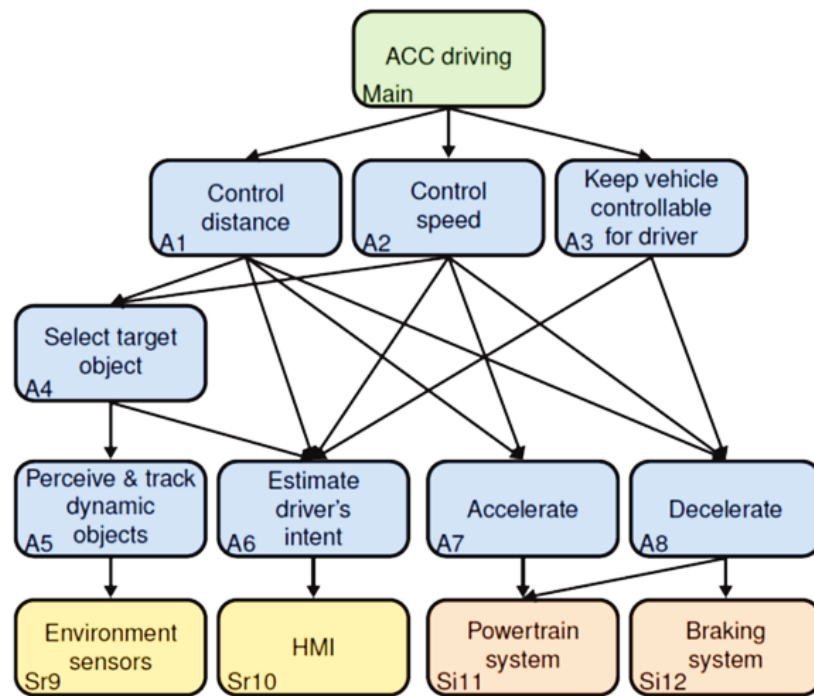 ACC driving
Main
Control
distance
A1
Control
speed
A2
Keep vehicle
controllable
for driver
A3
Select target
object
A4
Perceive & track
dynamic
objects
A5
Estimate
driver's
intent
A6
Accelerate
A7
Decelerate
A8
Environment
sensors
Sr9
HMI
Sr10
Powertrain
system
Si11
Braking
system
Si12